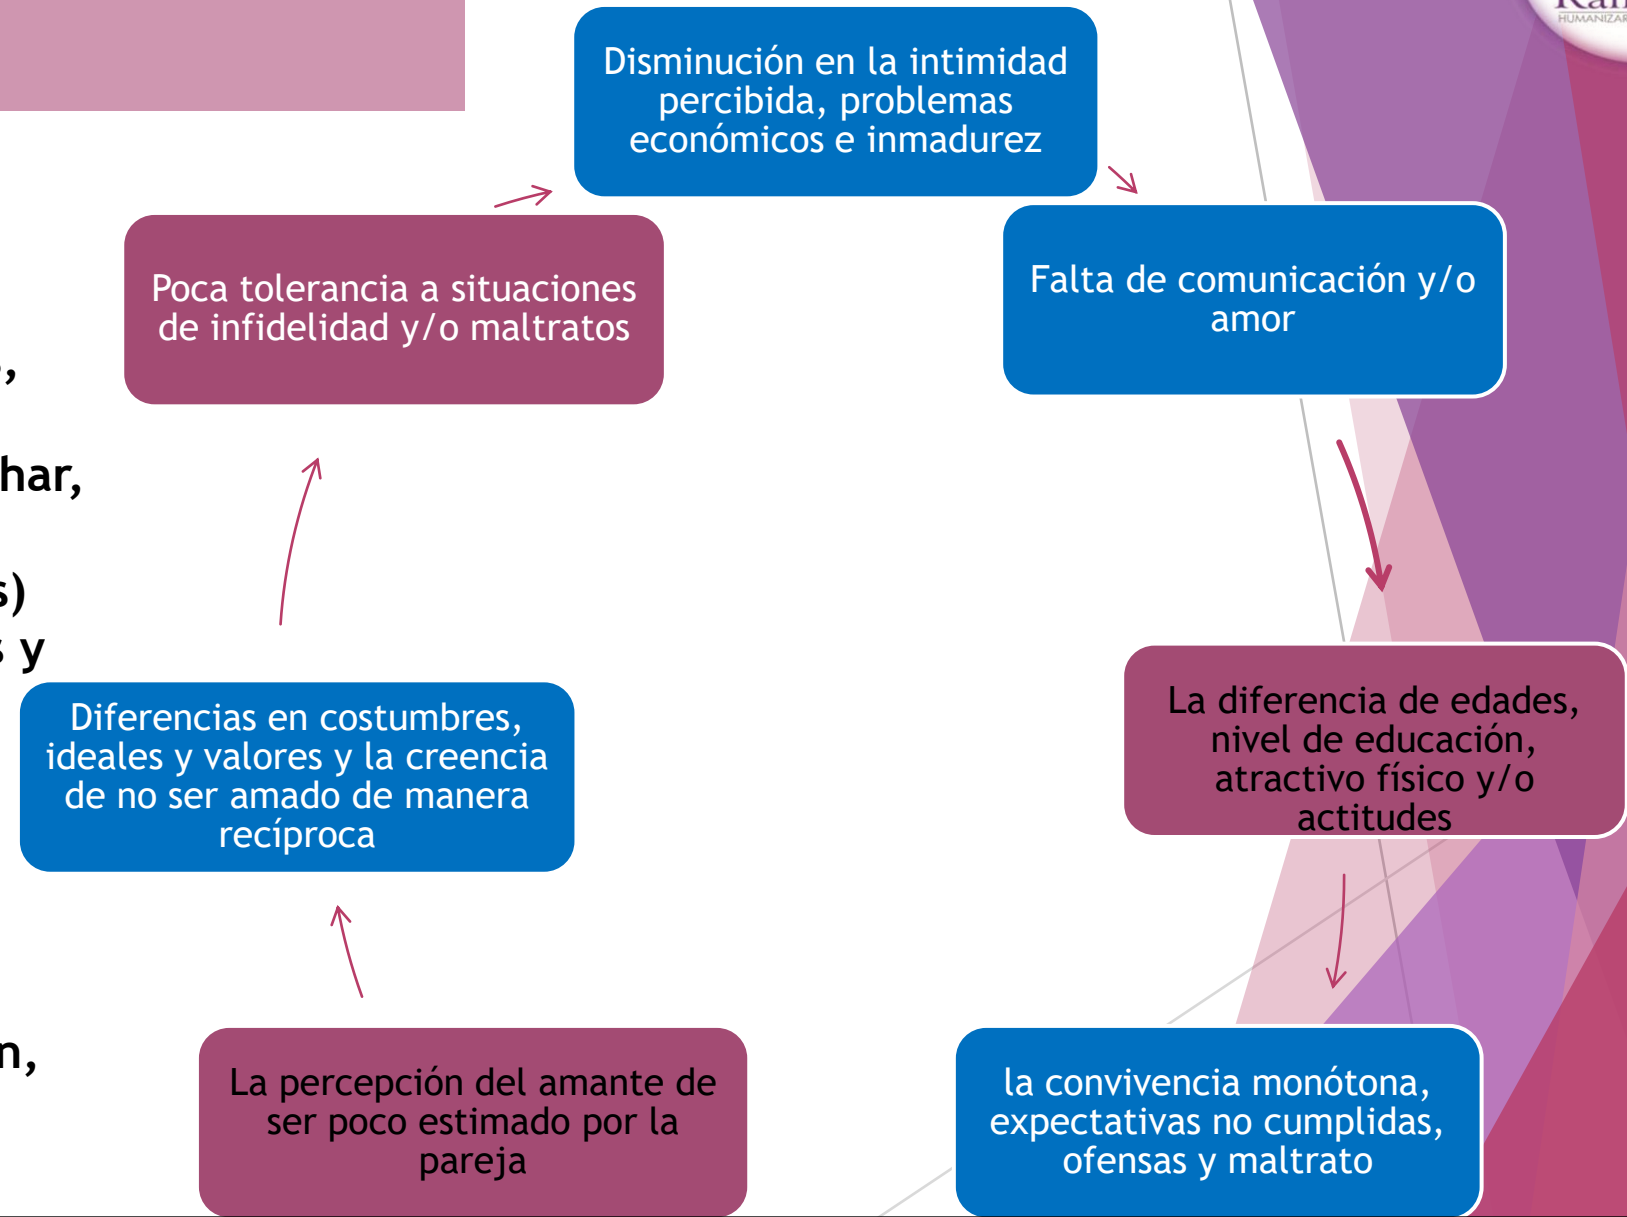 HUMANIZAR
Disminución en la intimidad
percibida, problemas
económicos e inmadurez
Poca tolerancia a situaciones
de infidelidad y/o maltratos
Falta de comunicación y/o
amor
har,
s)
s y
Diferencias en costumbres,
ideales y valores y la creencia
de no ser amado de manera
recíproca
La diferencia de edades,
nivel de educación,
atractivo físico y/o
actitudes
n,
La percepción del amante de
ser poco estimado por la
pareja
la convivencia monótona,
expectativas no cumplidas,
ofensas y maltrato